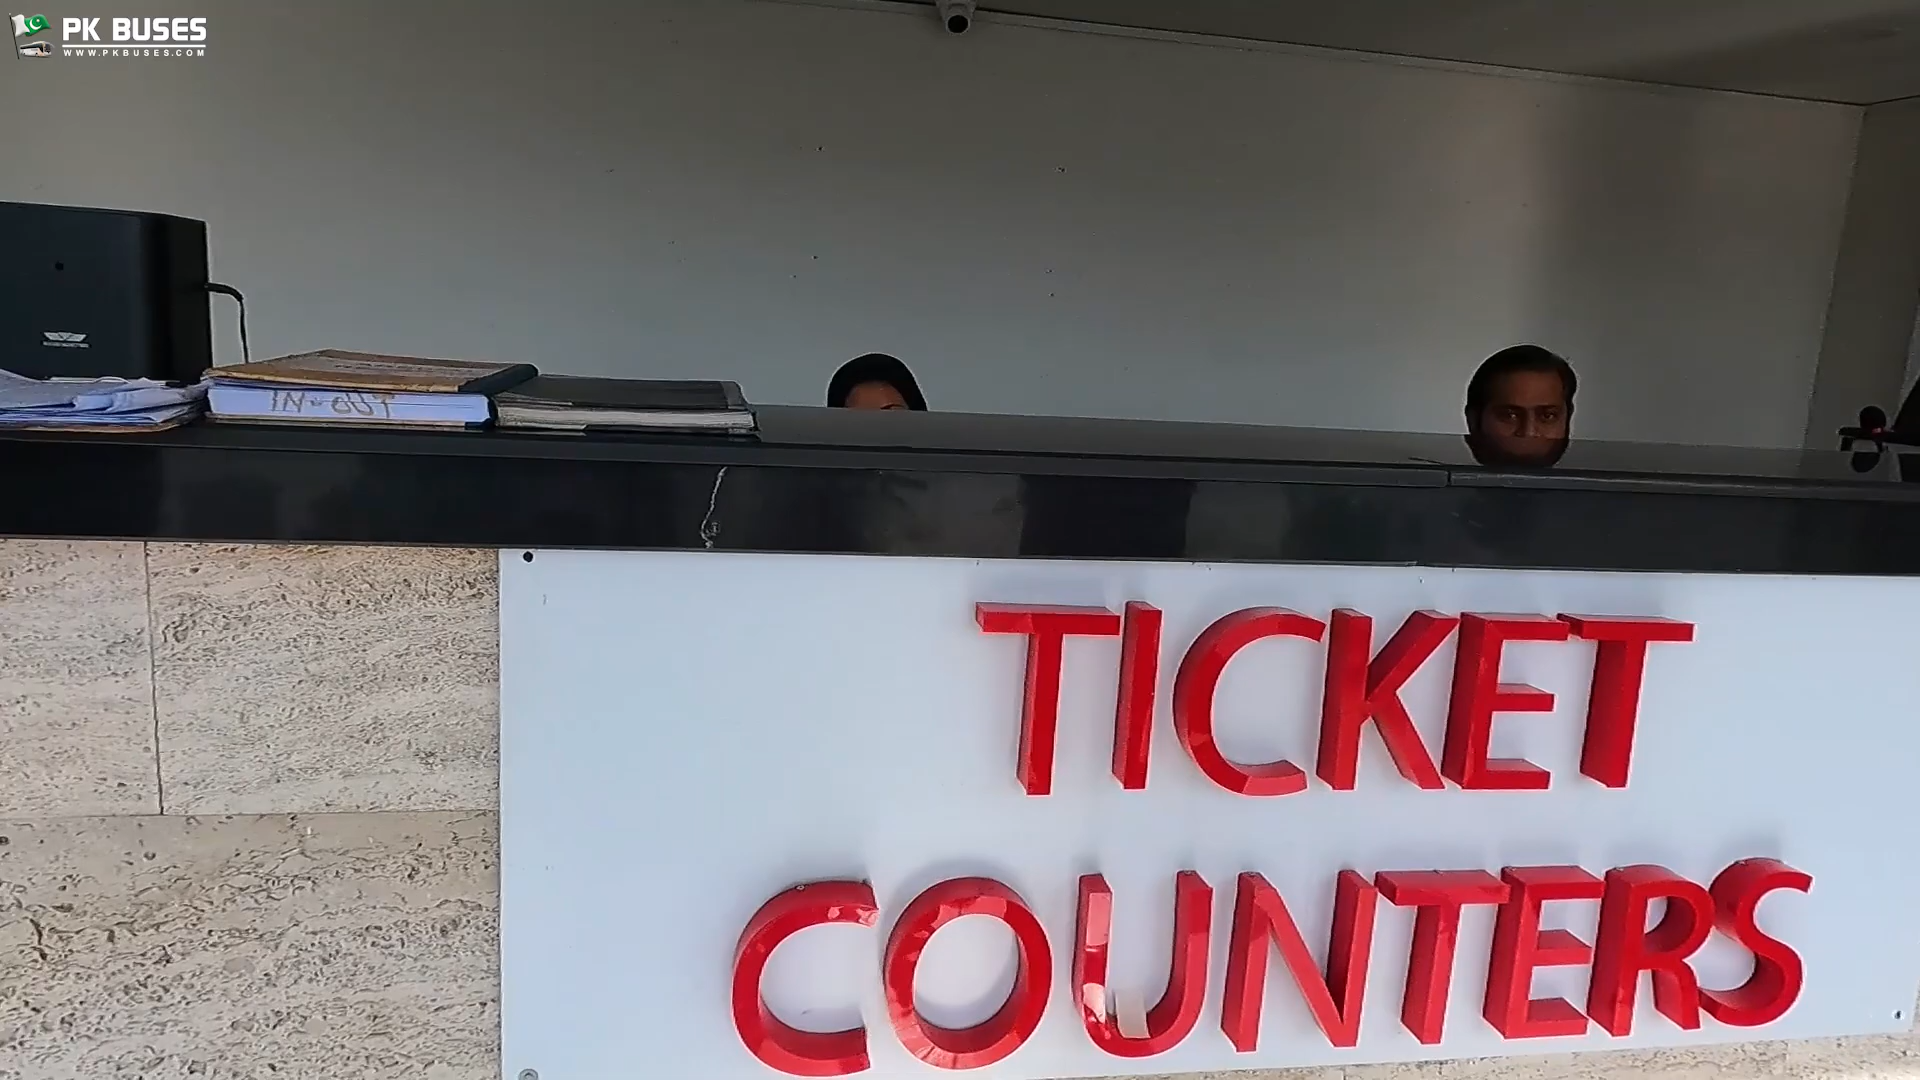 PK BUSES
WWW.PKBUSES.COM
IN-OUT
TICKET
COUNTERS